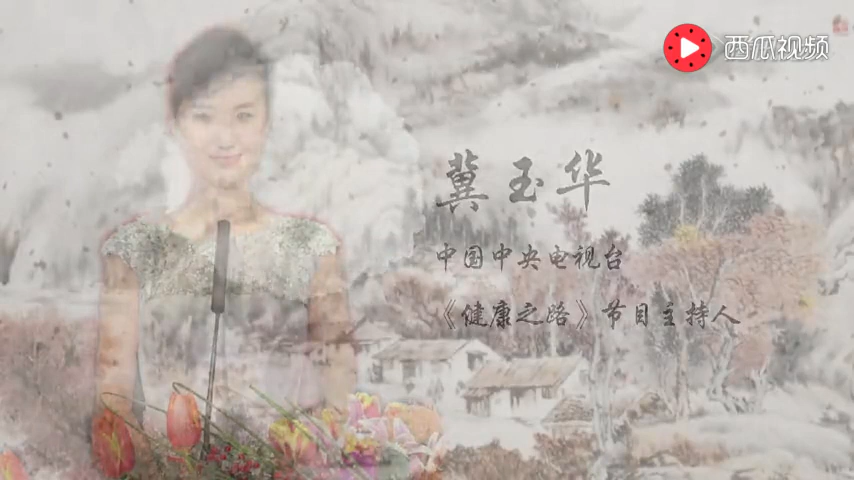 西瓜视频
冀玉华
中国中央电视台
《健康之路》节目主持人